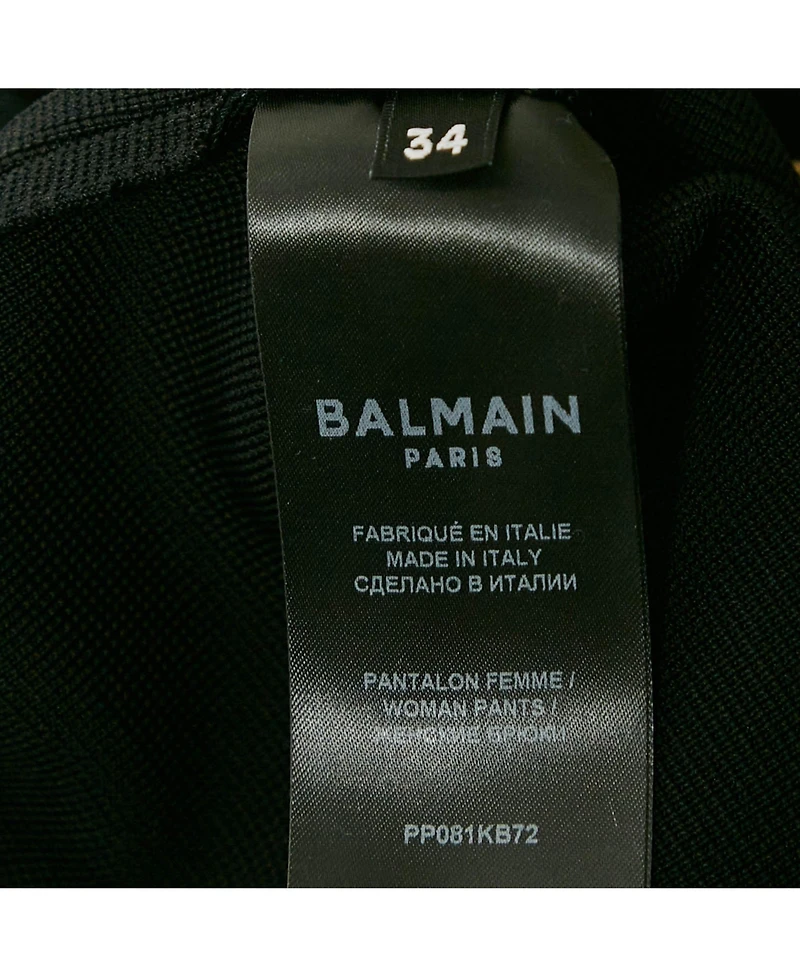 34
BALMAIN
PARIS
FABRIQUÉ EN ITALIE
MADE IN ITALY
СДЕЛАНО В ИТАЛИИ
PANTALON FEMME /
WOMAN PANTS /
ЖЕНСКИЕ БРЮКИ
PP081KB72